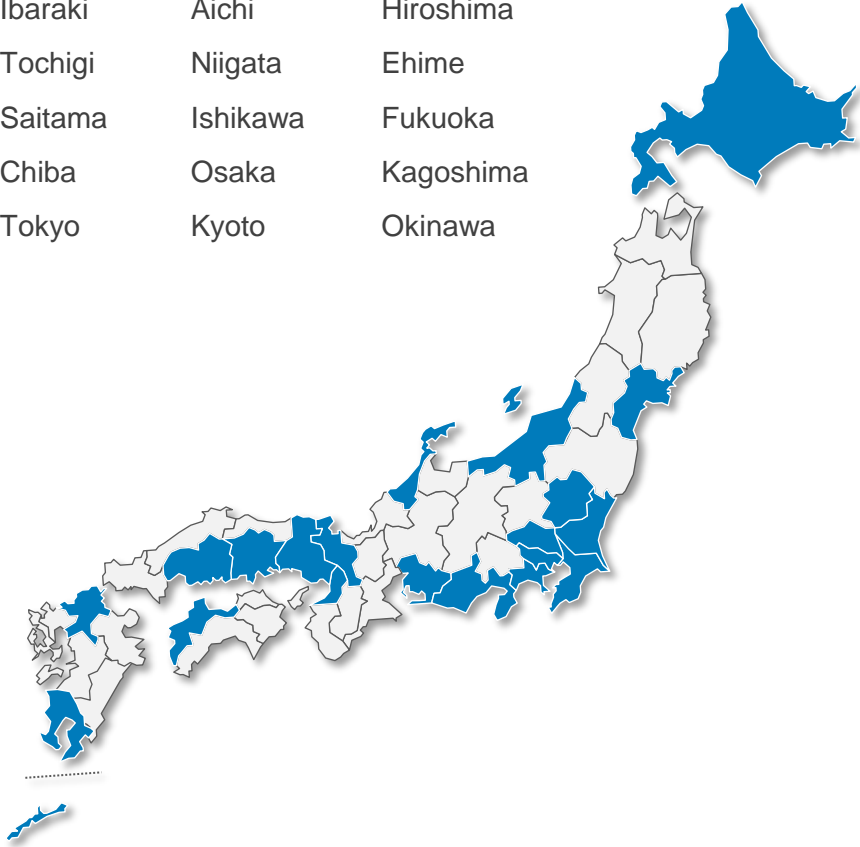 Ibaraki Aichi Hiroshima
Tochigi Niigata Ehime
Saitama Ishikawa Fukuoka
Chiba Osaka Kagoshima
Tokyo Kyoto Okinawa